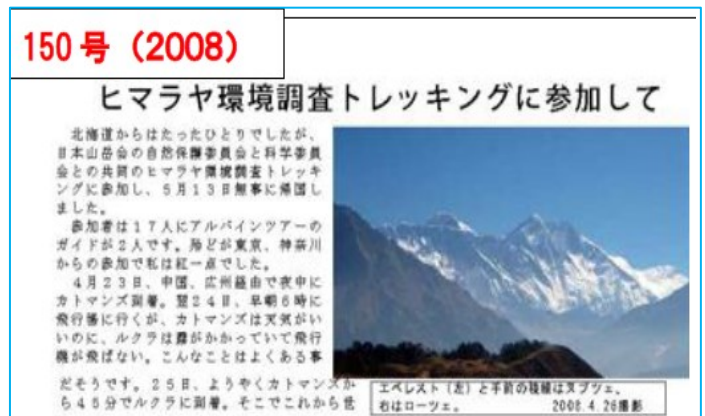 150号（2008）
ヒマラヤ環境調査トレッキングに参加して
北海道からはたったひとりでしたが、
日本山岳会の自然保護委員会と科学委員
会との共同のヒマラヤ環境調査トレッキ
ングに参加し、5月13日無事に帰国し
ました。
参加者は17人にアルパインツアーの
ガイドが2人です。殆どが東京、神奈川
からの参加で私は紅一点でした。
4月23日、中国、広州経由で夜中に
カトマンズ到着。翌24日、早朝6時に
飛行場に行くが、カトマンズは天気がい
いのに、ルクラは霧がかかっていて飛行
機が飛ばない。こんなことはよくある事
だそうです。25日、ようやくカトマンズか
ら45分でルクラに到着。そこでこれから世
エベレスト（左）と手前の稜線はヌプツェ、
右はローツェ。 2008.4.26撮影